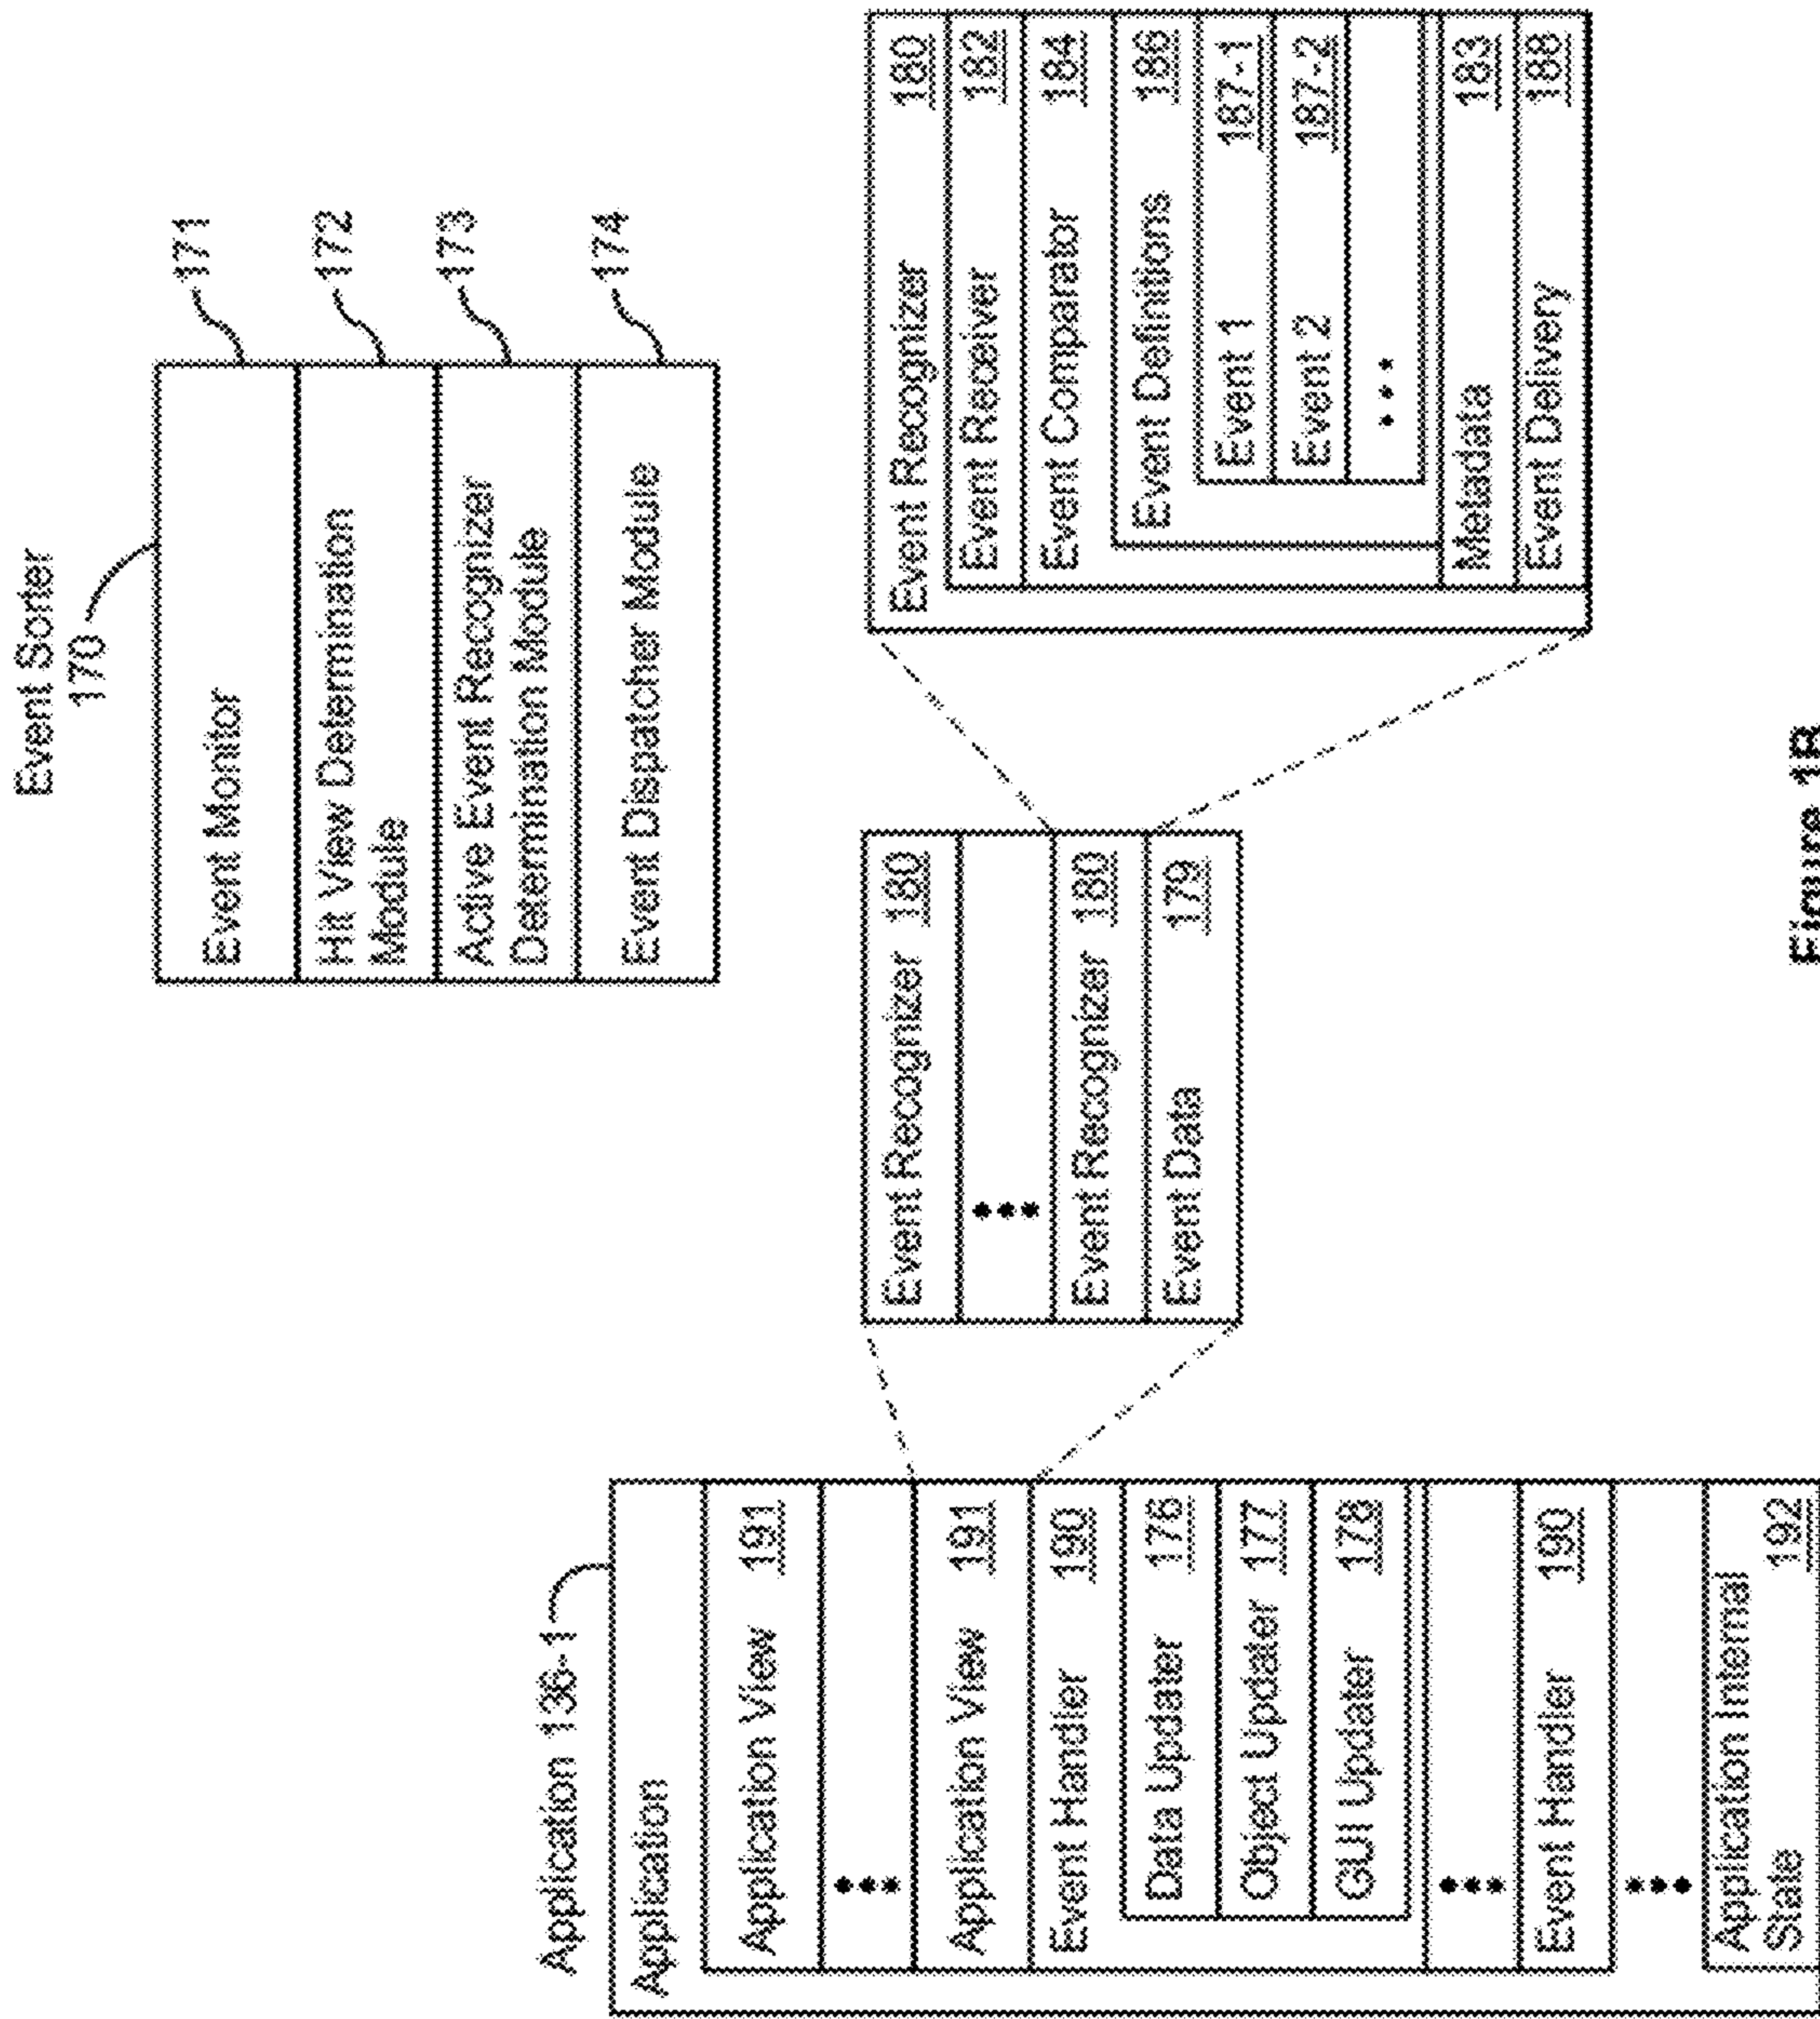 Event Sorter
170
Event Monitor
171
Hit View Determination
Module
172
Active Event Recognizer
Determination Module
173
Event Dispatcher Module
174
Application 136-1
Application
Application View 191
Application View 191
Event Handler 190
Data Updater 176
Object Updater 177
GUI Updater 178
Event Handler 190
Application Internal
State 192
Event Recognizer 180
Event Recognizer 180
Event Data 179
Event Recognizer 180
Event Receiver 182
Event Comparator 184
Event Definitions 186
Event 1 187-1
Event 2 187-2
Metadata 183
Event Delivery 188
Figure 1B